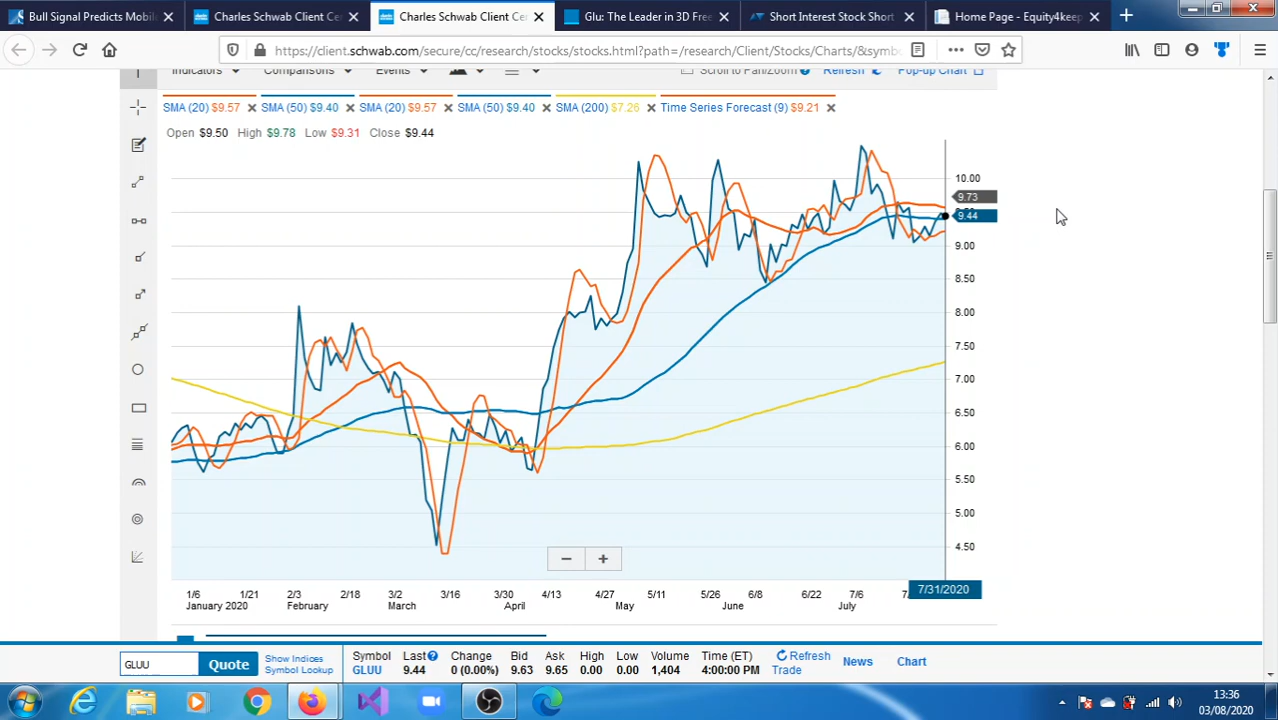 Bull Signal Predicts Mobil
Charles Schwab Client Ce
Charles Schwab Client Ce
Glu: The Leader in 3D Free
Short Interest Stock Short
Home Page - Equity4keep
https://client.schwab.com/secure/cc/research/stocks/stocks.html?path=/research/Client/Stocks/Charts/&symbo
Indicators Comparisons Events Scroll to Pan/Zoom Refresh Pop-up Chart
SMA (20) $9.57 SMA (50) $9.40 SMA (20) $9.57 SMA (50) $9.40 SMA (200) $7.26 Time Series Forecast (9) $9.21
Open $9.50 High $9.78 Low $9.31 Close $9.44
10.00
9.73
9.44
9.00
8.50
8.00
7.50
7.00
6.50
6.00
5.50
5.00
4.50
1/6 1/21 2/3 2/18 3/2 3/16 3/30 4/13 4/27 5/11 5/26 6/8 6/22 7/6
January 2020 February March April May June July
7/31/2020
GLUU Quote Show Indices Symbol Lookup
Symbol Last Change Bid Ask High Low Volume Time (ET) Refresh
GLUU 9.44 0 (0.00%) 9.63 9.65 0.00 0.00 1,404 4:00:00 PM Trade
News Chart
13:36
03/08/2020